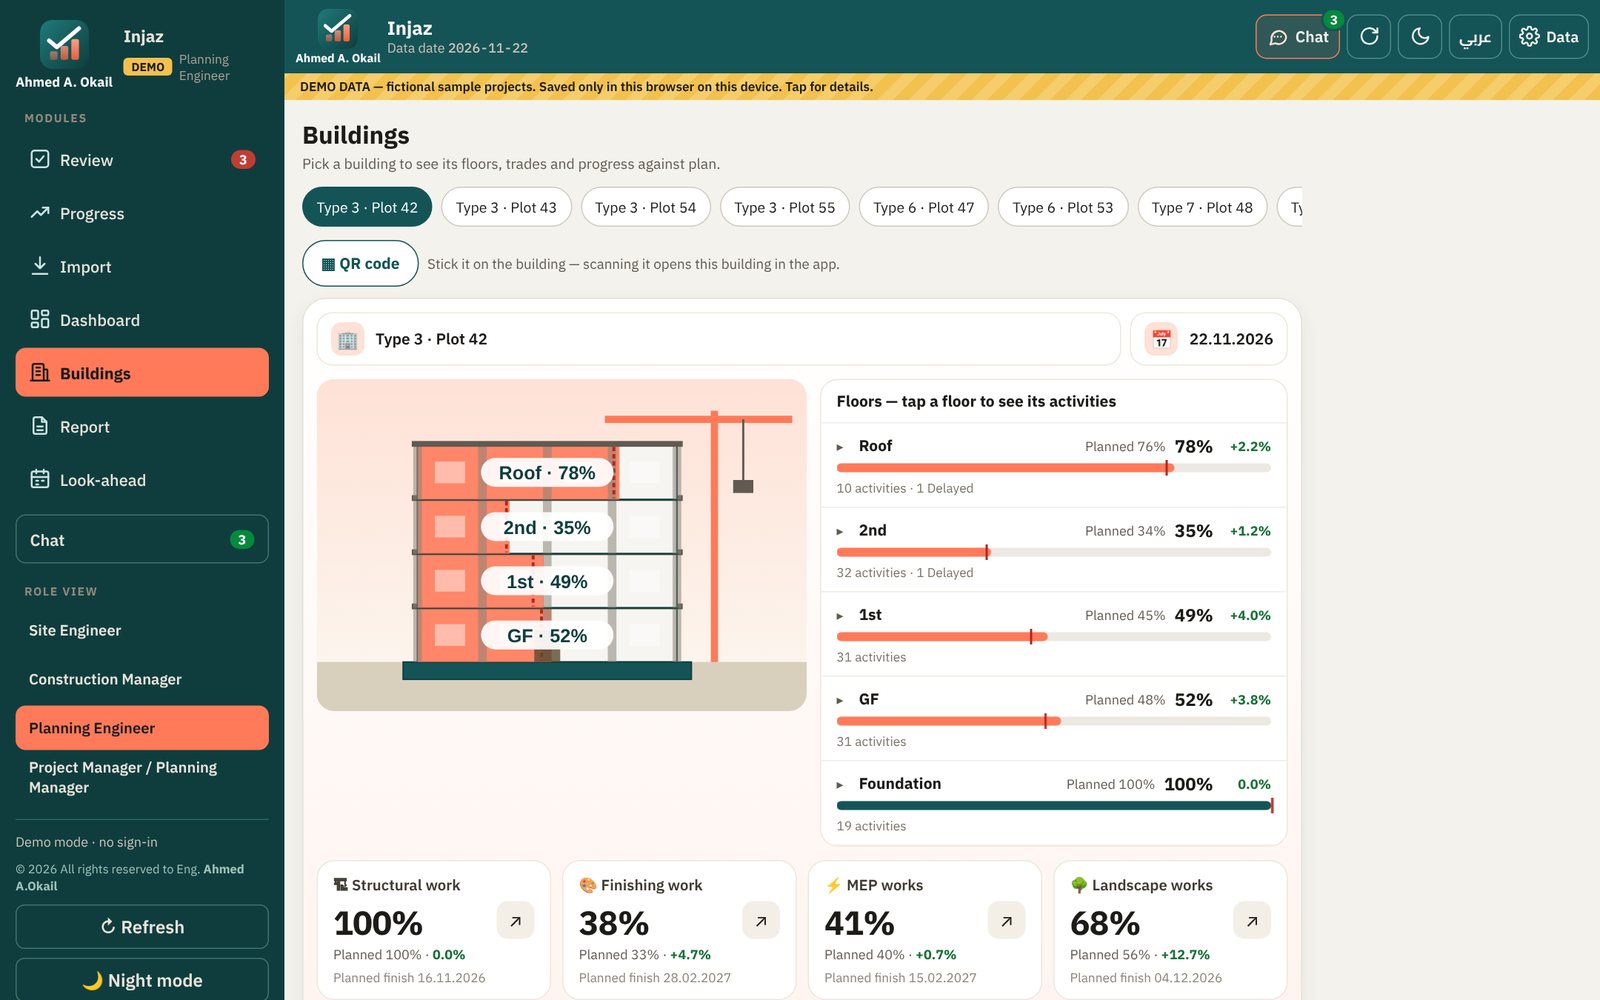 Injaz
DEMO
Planning
Engineer
Ahmed A. Okail
MODULES
Review
3
Progress
Import
Dashboard
Buildings
Report
Look-ahead
Chat
3
ROLE VIEW
Site Engineer
Construction Manager
Planning Engineer
Project Manager / Planning
Manager
Demo mode · no sign-in
© 2026 All rights reserved to Eng. Ahmed
A.Okail
Refresh
Night mode
Ahmed A. Okail
Injaz
Data date 2026-11-22
Chat
3
عربي
Data
DEMO DATA — fictional sample projects. Saved only in this browser on this device. Tap for details.
Buildings
Pick a building to see its floors, trades and progress against plan.
Type 3 · Plot 42
Type 3 · Plot 43
Type 3 · Plot 54
Type 3 · Plot 55
Type 6 · Plot 47
Type 6 · Plot 53
Type 7 · Plot 48
Ty
QR code
Stick it on the building — scanning it opens this building in the app.
Type 3 · Plot 42
22.11.2026
Roof · 78%
2nd · 35%
1st · 49%
GF · 52%
Floors — tap a floor to see its activities
Roof Planned 76% 78% +2.2%
10 activities · 1 Delayed
2nd Planned 34% 35% +1.2%
32 activities · 1 Delayed
1st Planned 45% 49% +4.0%
31 activities
GF Planned 48% 52% +3.8%
31 activities
Foundation Planned 100% 100% 0.0%
19 activities
Structural work
100%
Planned 100% · 0.0%
Planned finish 16.11.2026
Finishing work
38%
Planned 33% · +4.7%
Planned finish 28.02.2027
MEP works
41%
Planned 40% · +0.7%
Planned finish 15.02.2027
Landscape works
68%
Planned 56% · +12.7%
Planned finish 04.12.2026